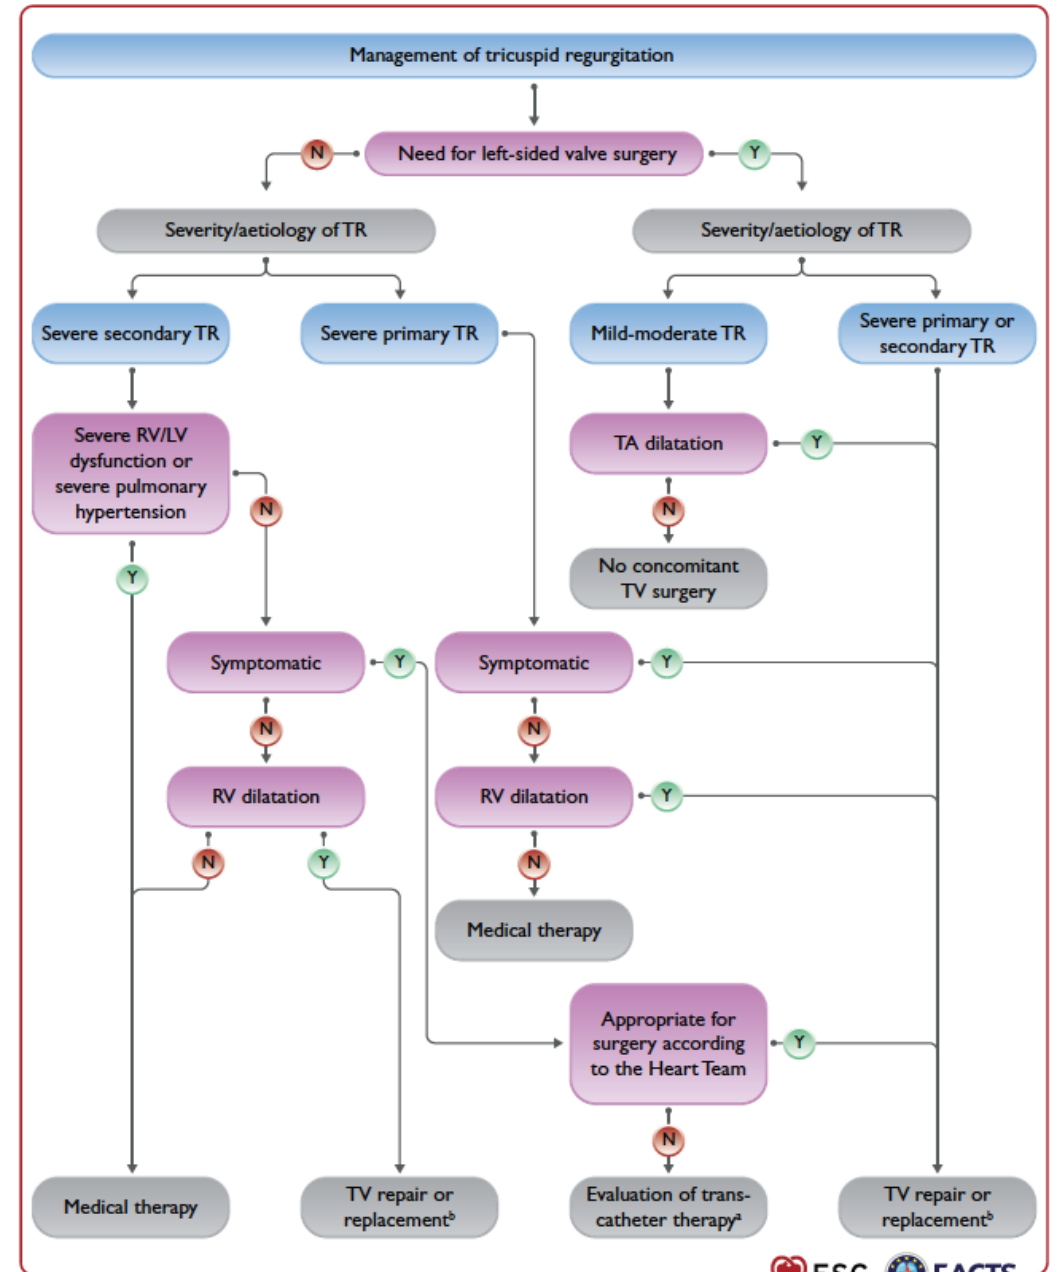 Management of tricuspid regurgitation
N
Need for left-sided valve surgery
Y
Severity/aetiology of TR
Severity/aetiology of TR
Severe secondary TR
Severe primary TR
Mild-moderate TR
Severe primary or
secondary TR
Severe RV/LV
dysfunction or
severe pulmonary
hypertension
TA dilatation
Y
N
N
No concomitant
TV surgery
Y
Symptomatic
Y
Symptomatic
Y
N
N
RV dilatation
RV dilatation
Y
N
Y
N
Medical therapy
Appropriate for
surgery according
to the Heart Team
Y
N
Medical therapy
TV repair or
replacementᵇ
Evaluation of trans-
catheter therapyᵃ
TV repair or
replacementᵇ
ESC
EACTS